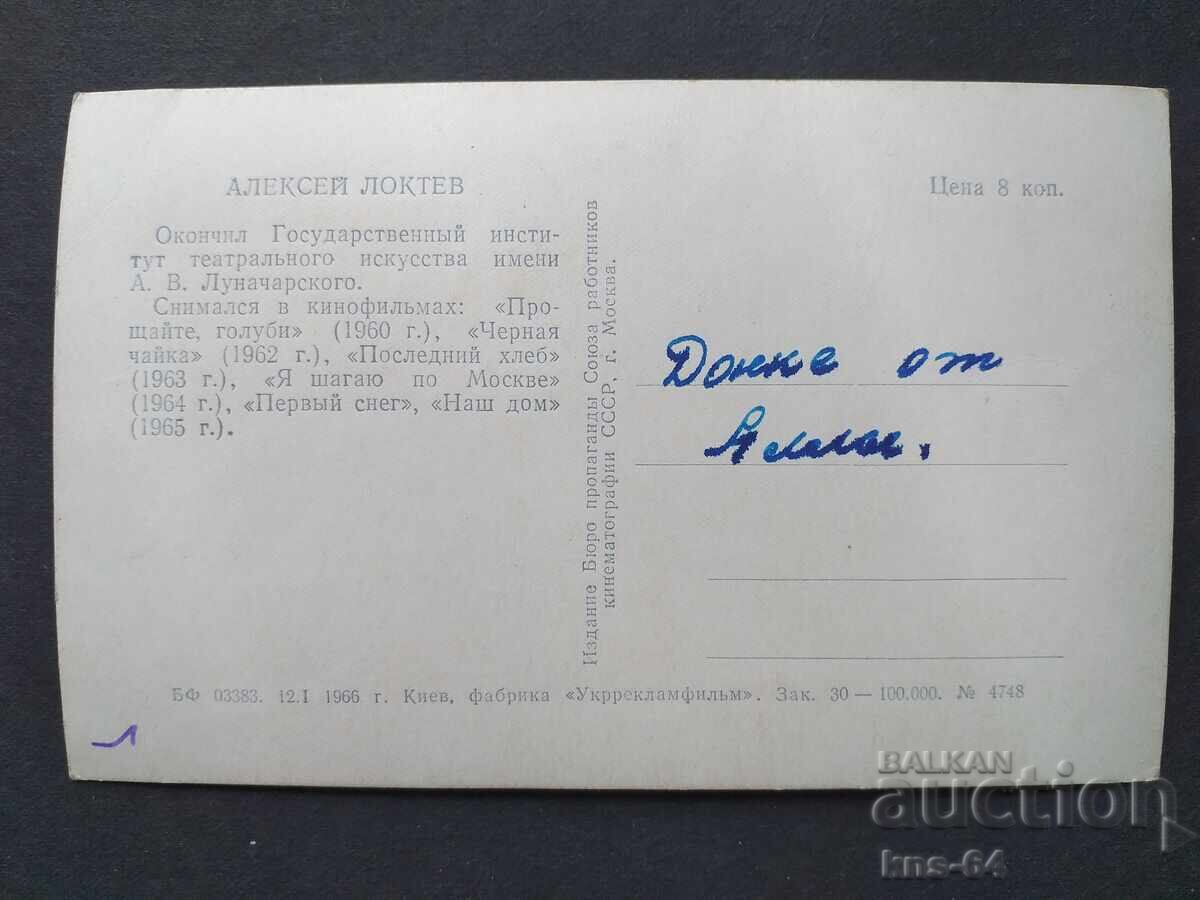 АЛЕКСЕЙ ЛОКТЕВ
Окончил Государственный инсти-
тут театрального искусства имени
А. В. Луначарского.
Снимался в кинофильмах: «Про-
щайте, голуби» (1960 г.), «Черная
чайка» (1962 г.), «Последний хлеб»
(1963 г.), «Я шагаю по Москве»
(1964 г.), «Первый снег», «Наш дом»
(1965 г.).
Издание Бюро пропаганды Союза работников
кинематографии СССР, г. Москва.
Цена 8 коп.
Донке от
Аллы.
БФ 03383. 12.I 1966 г. Киев, фабрика «Укррекламфильм». Зак. 30 — 100.000. № 4748
BALKAN
auction
kns-64